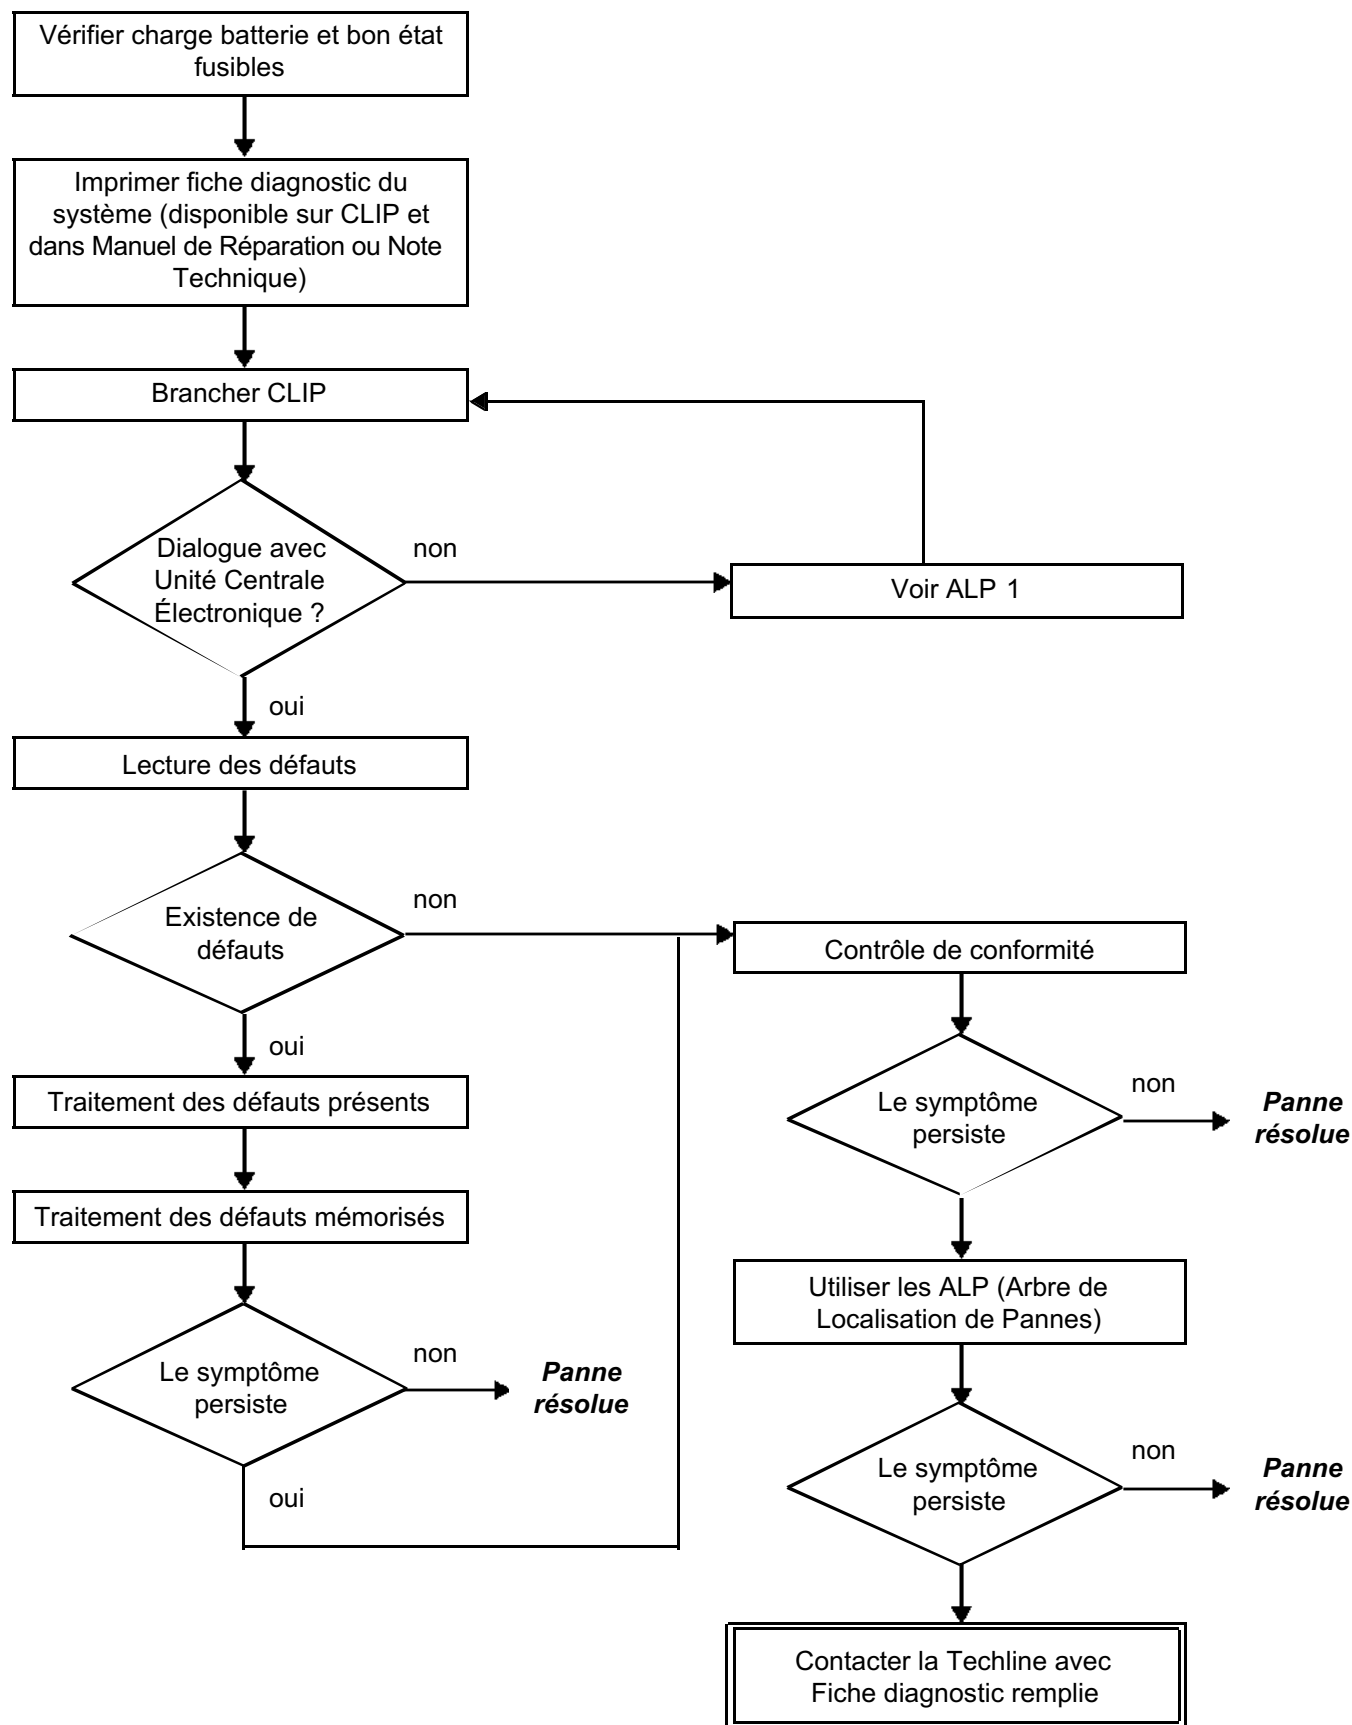 Vérifier charge batterie et bon état
fusibles
Imprimer fiche diagnostic du
système (disponible sur CLIP et
dans Manuel de Réparation ou Note
Technique)
Brancher CLIP
Dialogue avec
Unité Centrale
Électronique ?
non
Voir ALP 1
oui
Lecture des défauts
Existence de
défauts
non
Contrôle de conformité
oui
Traitement des défauts présents
Traitement des défauts mémorisés
Le symptôme
persiste
non
Panne
résolue
oui
Le symptôme
persiste
non
Panne
résolue
Utiliser les ALP (Arbre de
Localisation de Pannes)
Le symptôme
persiste
non
Panne
résolue
Contacter la Techline avec
Fiche diagnostic remplie